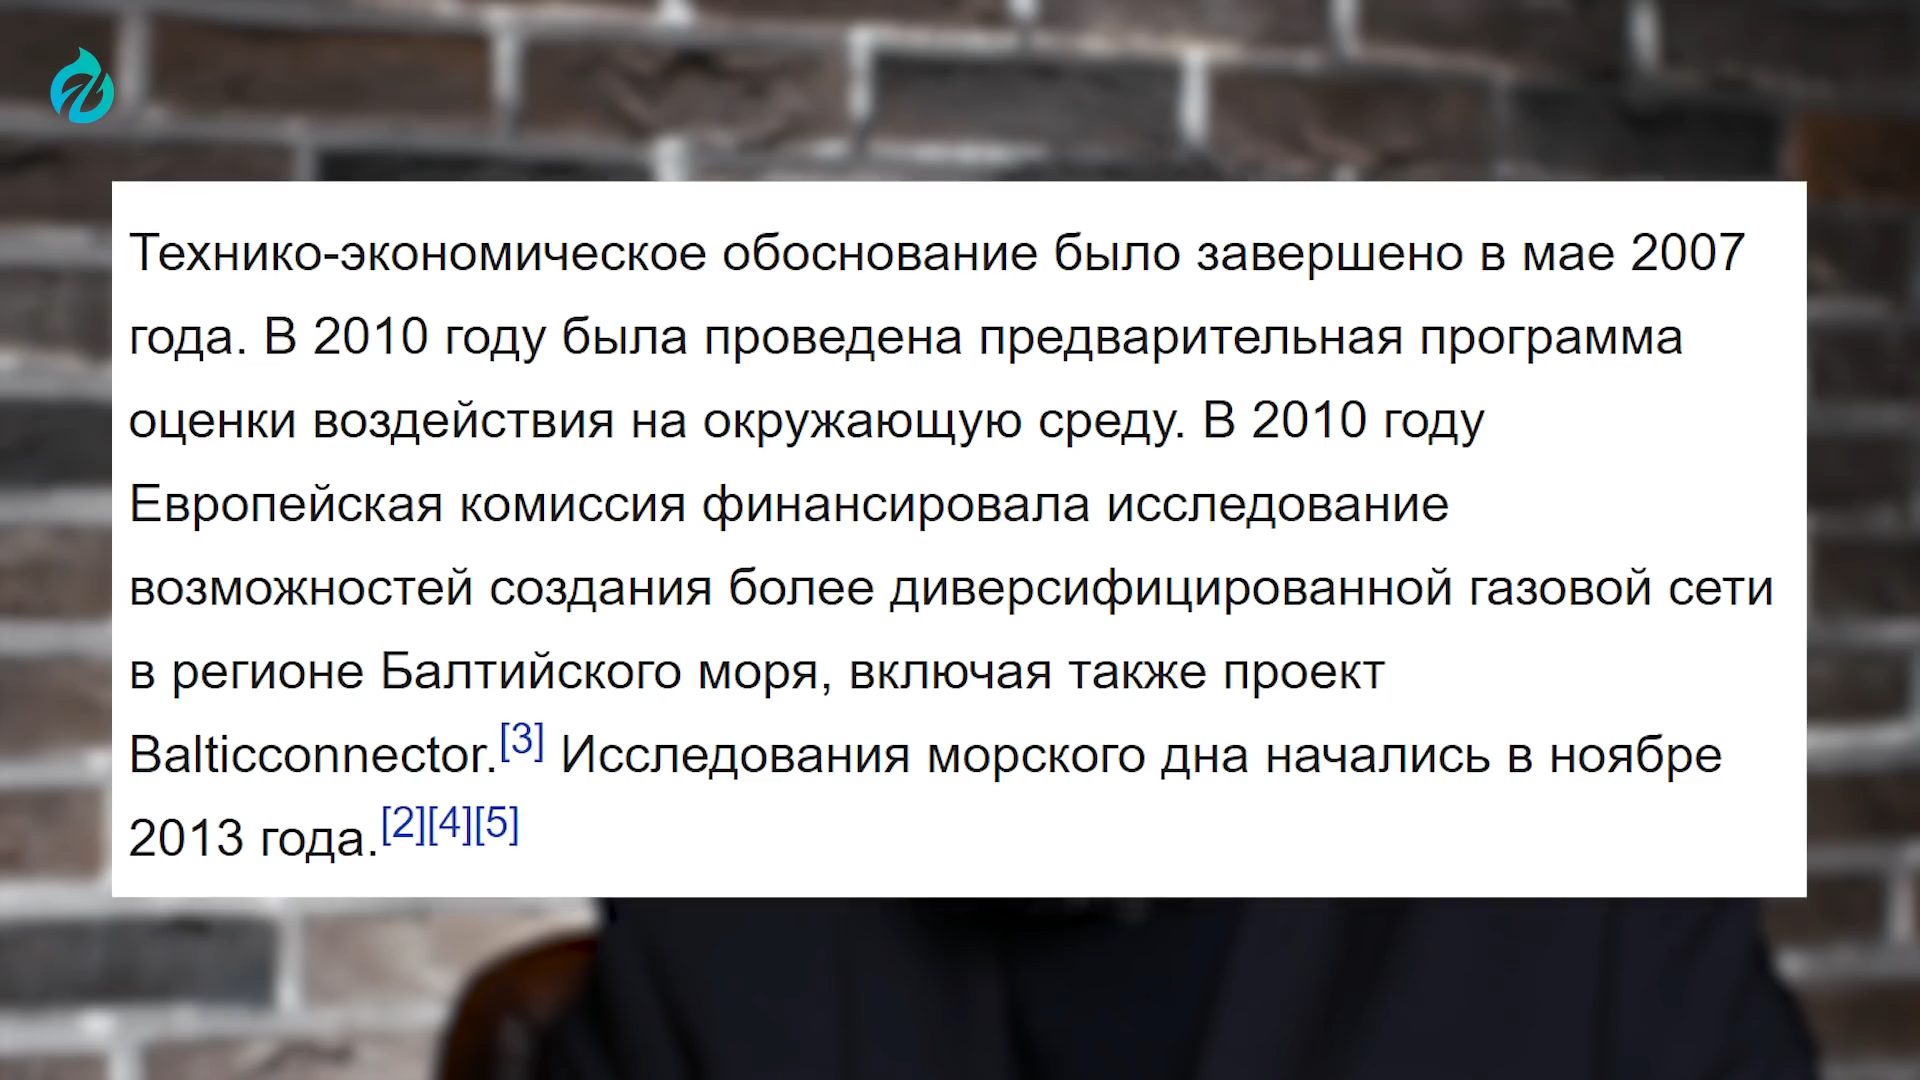 Технико-экономическое обоснование было завершено в мае 2007
года. В 2010 году была проведена предварительная программа
оценки воздействия на окружающую среду. В 2010 году
Европейская комиссия финансировала исследование
возможностей создания более диверсифицированной газовой сети
в регионе Балтийского моря, включая также проект
Balticconnector.[3] Исследования морского дна начались в ноябре
2013 года.[2][4][5]